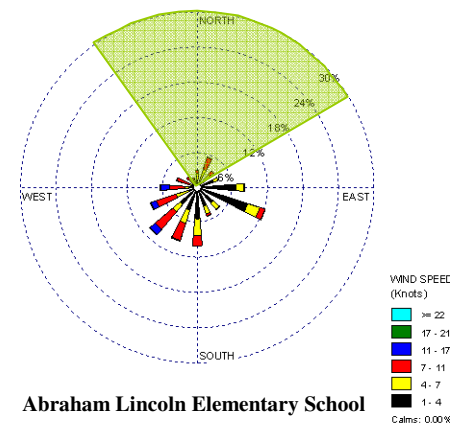 NORTH
30%
24%
18%
12%
6%
WEST
EAST
SOUTH
WIND SPEED
(Knots)
>= 22
17 - 21
11 - 17
7 - 11
4 - 7
1 - 4
Calms: 0.00%
Abraham Lincoln Elementary School